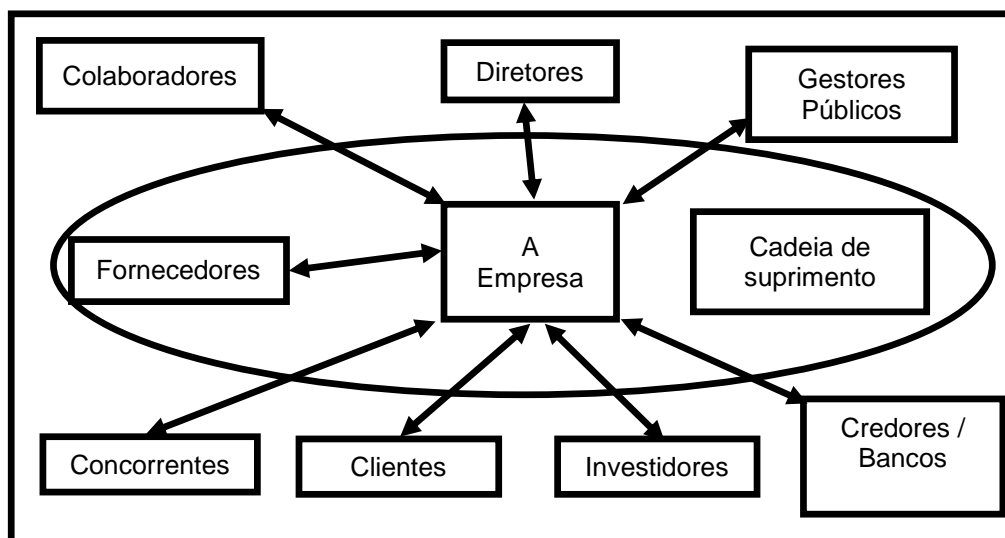 Colaboradores
Diretores
Gestores
Públicos
Fornecedores
A
Empresa
Cadeia de
suprimento
Concorrentes
Clientes
Investidores
Credores /
Bancos